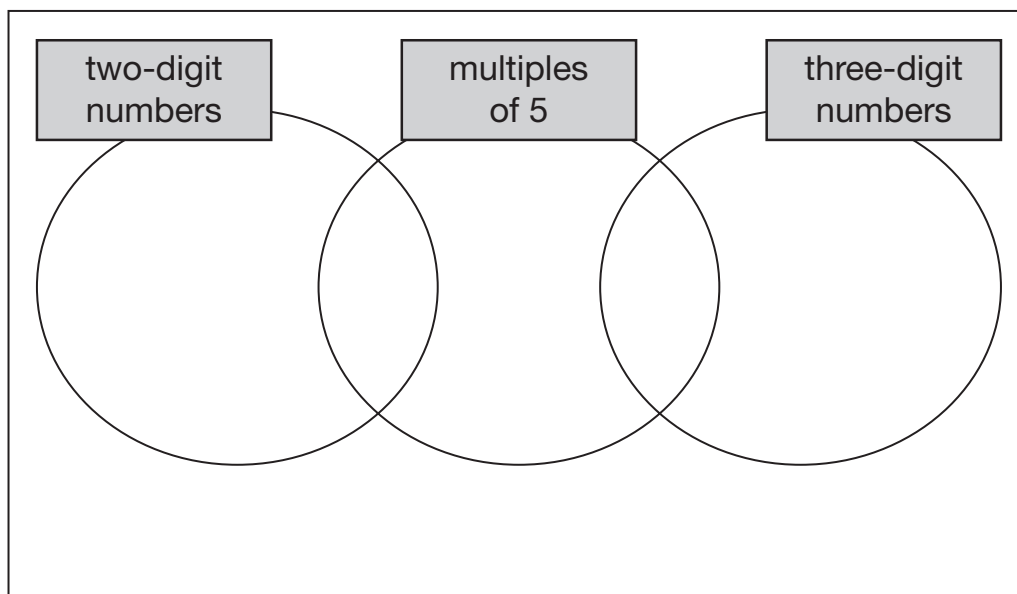 two-digit
numbers
multiples
of 5
three-digit
numbers